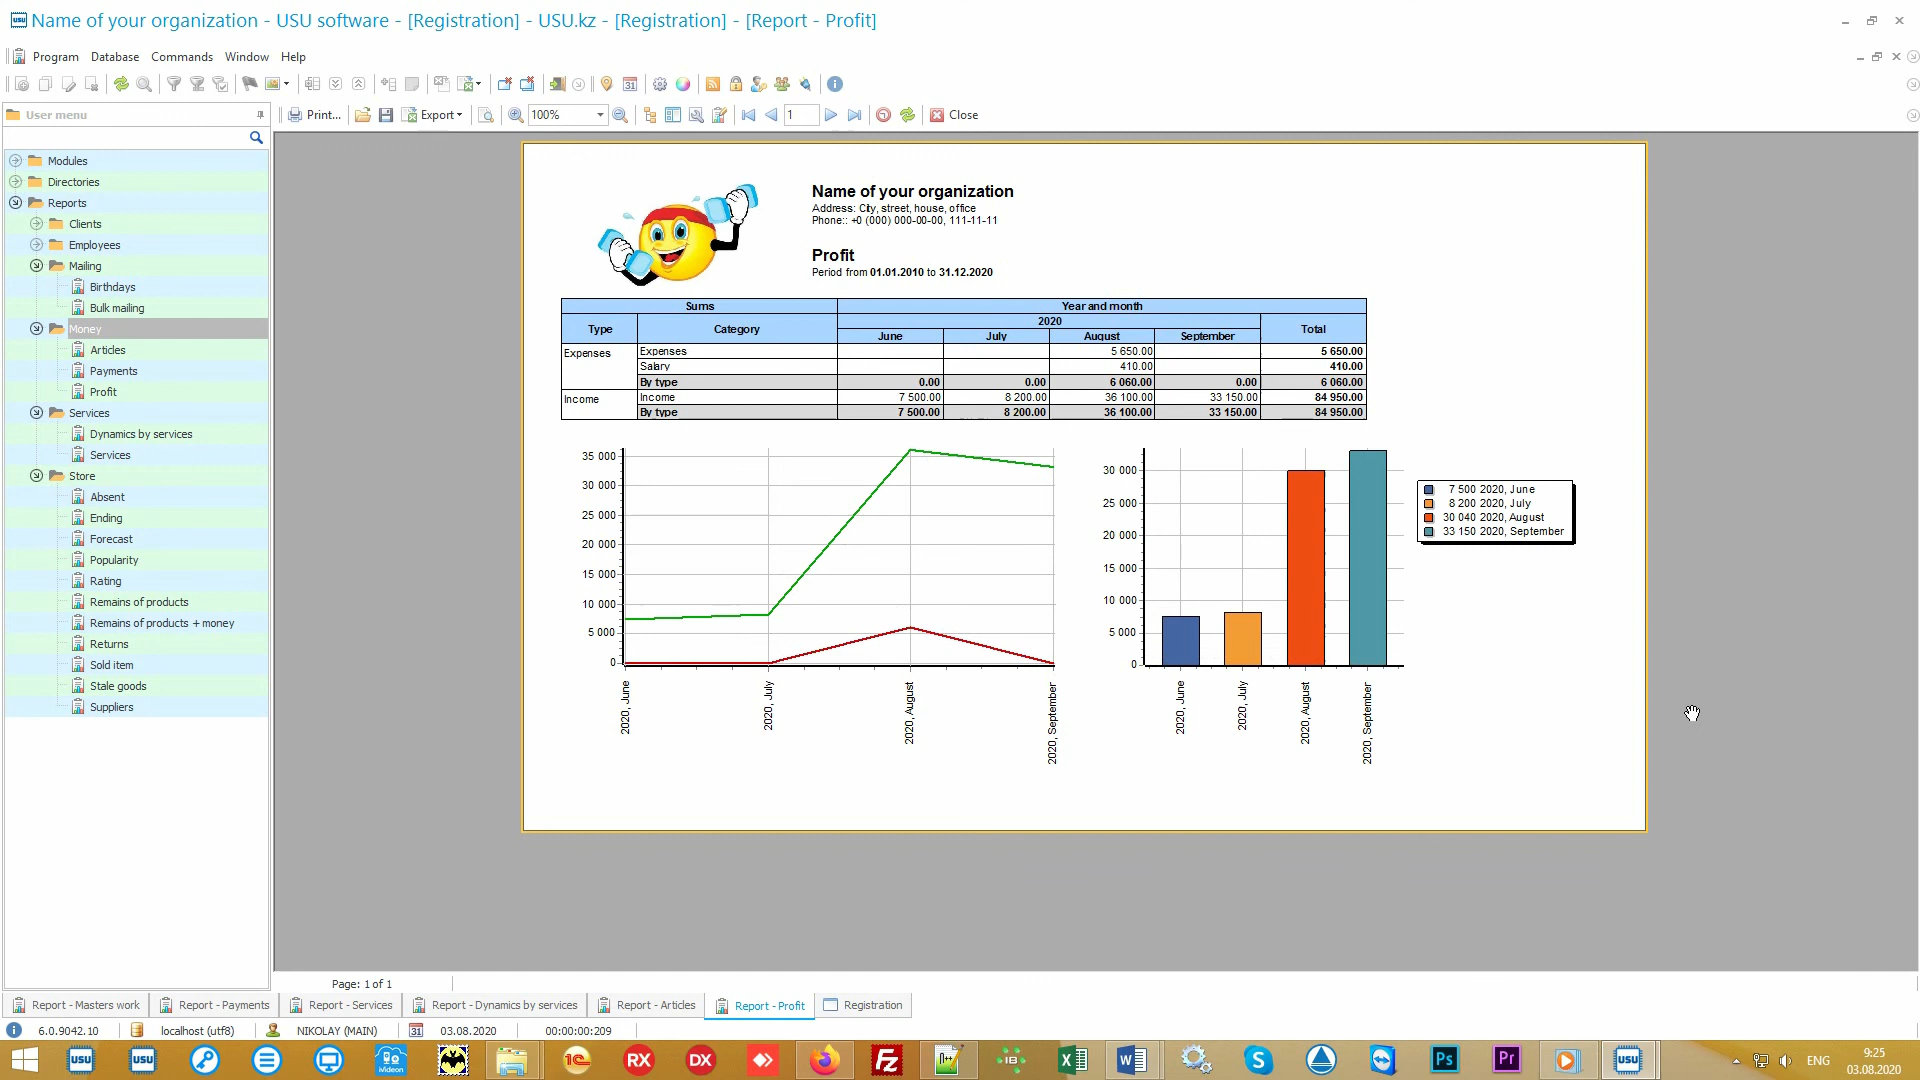 Name of your organization - USU software - [Registration] - USU.kz - [Registration] - [Report - Profit]
Program Database Commands Window Help
User menu
Print... Export 100% 1 Close
Modules
Directories
Reports
Clients
Employees
Mailing
Birthdays
Bulk mailing
Money
Articles
Payments
Profit
Services
Dynamics by services
Services
Store
Absent
Ending
Forecast
Popularity
Rating
Remains of products
Remains of products + money
Returns
Sold item
Stale goods
Suppliers
Name of your organization
Address: City, street, house, office
Phone:: +0 (000) 000-00-00, 111-11-11
Profit
Period from 01.01.2010 to 31.12.2020
Sums Year and month
Type Category 2020 Total
June July August September
Expenses Expenses 5 650.00 5 650.00
Salary 410.00 410.00
By type 0.00 0.00 6 060.00 0.00 6 060.00
Income Income 7 500.00 8 200.00 36 100.00 33 150.00 84 950.00
By type 7 500.00 8 200.00 36 100.00 33 150.00 84 950.00
35 000
30 000
25 000
20 000
15 000
10 000
5 000
0
2020, June
2020, July
2020, August
2020, September
30 000
25 000
20 000
15 000
10 000
5 000
0
2020, June
2020, July
2020, August
2020, September
7 500 2020, June
8 200 2020, July
30 040 2020, August
33 150 2020, September
Page: 1 of 1
Report - Masters work Report - Payments Report - Services Report - Dynamics by services Report - Articles Report - Profit Registration
6.0.9042.10 localhost (utf8) NIKOLAY (MAIN) 31 03.08.2020 00:00:00:209
USU USU iVideon 1c RX DX FZ IB X W S Ps Pr USU ENG 9:25
03.08.2020